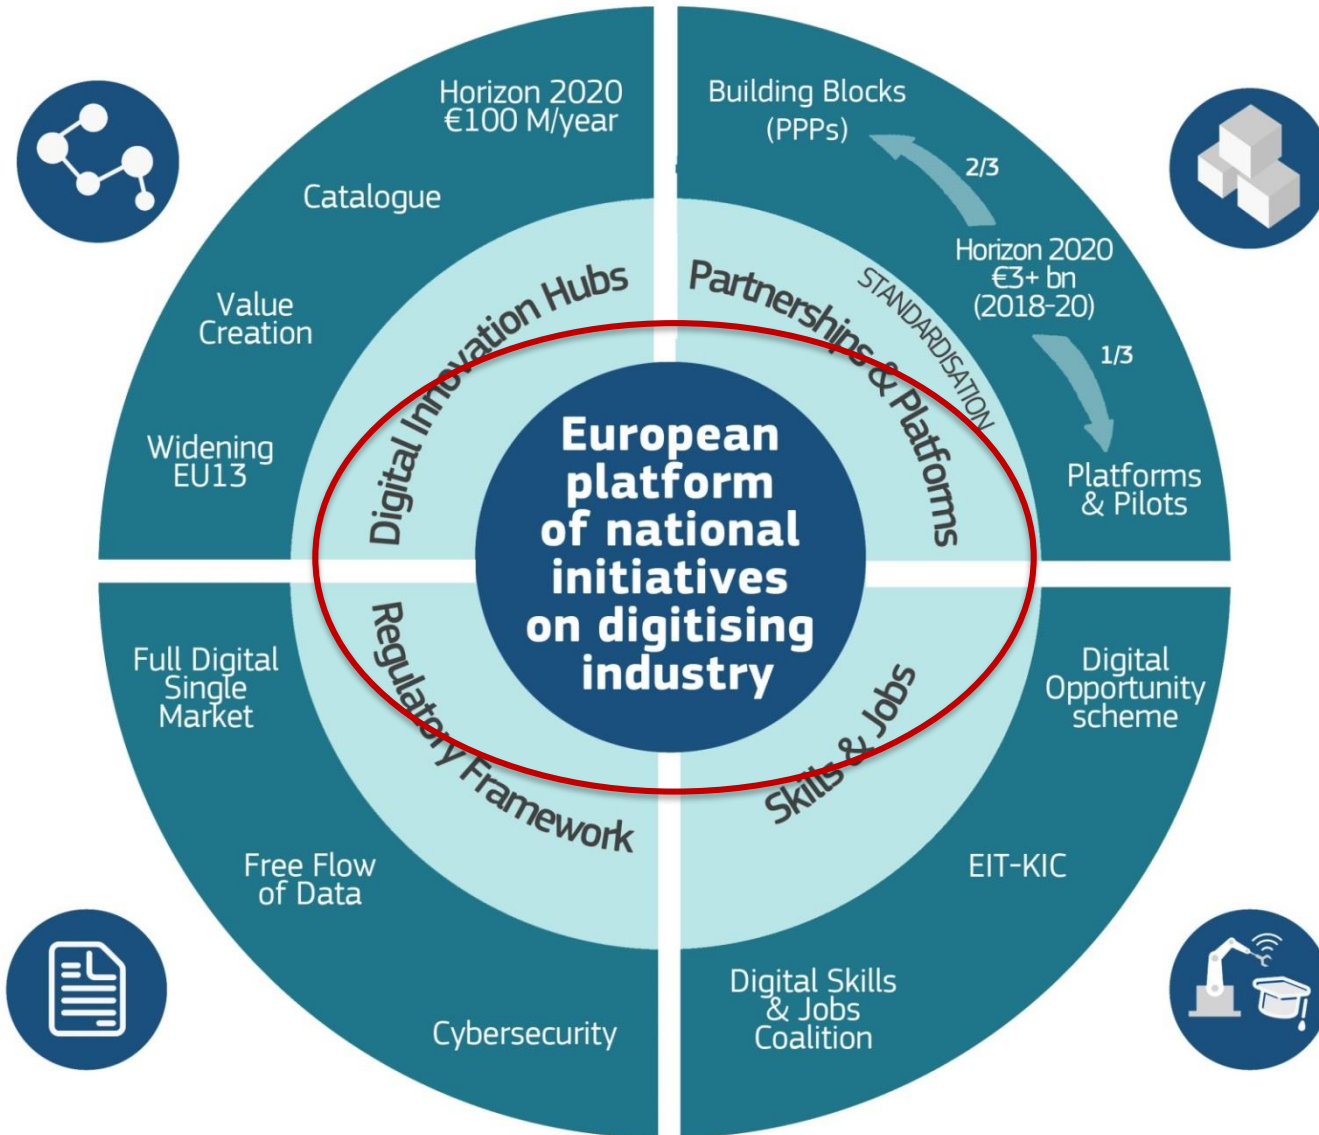 Horizon 2020
€100 M/year
Catalogue
Value
Creation
Widening
EU13
Digital Innovation Hubs
Building Blocks
(PPPs)
2/3
Horizon 2020
€3+ bn
(2018-20)
1/3
Platforms
& Pilots
STANDARDISATION
Partnerships & Platforms
European
platform
of national
initiatives
on digitising
industry
Regulatory Framework
Full Digital
Single
Market
Free Flow
of Data
Cybersecurity
Skills & Jobs
Digital
Opportunity
scheme
EIT-KIC
Digital Skills
& Jobs
Coalition